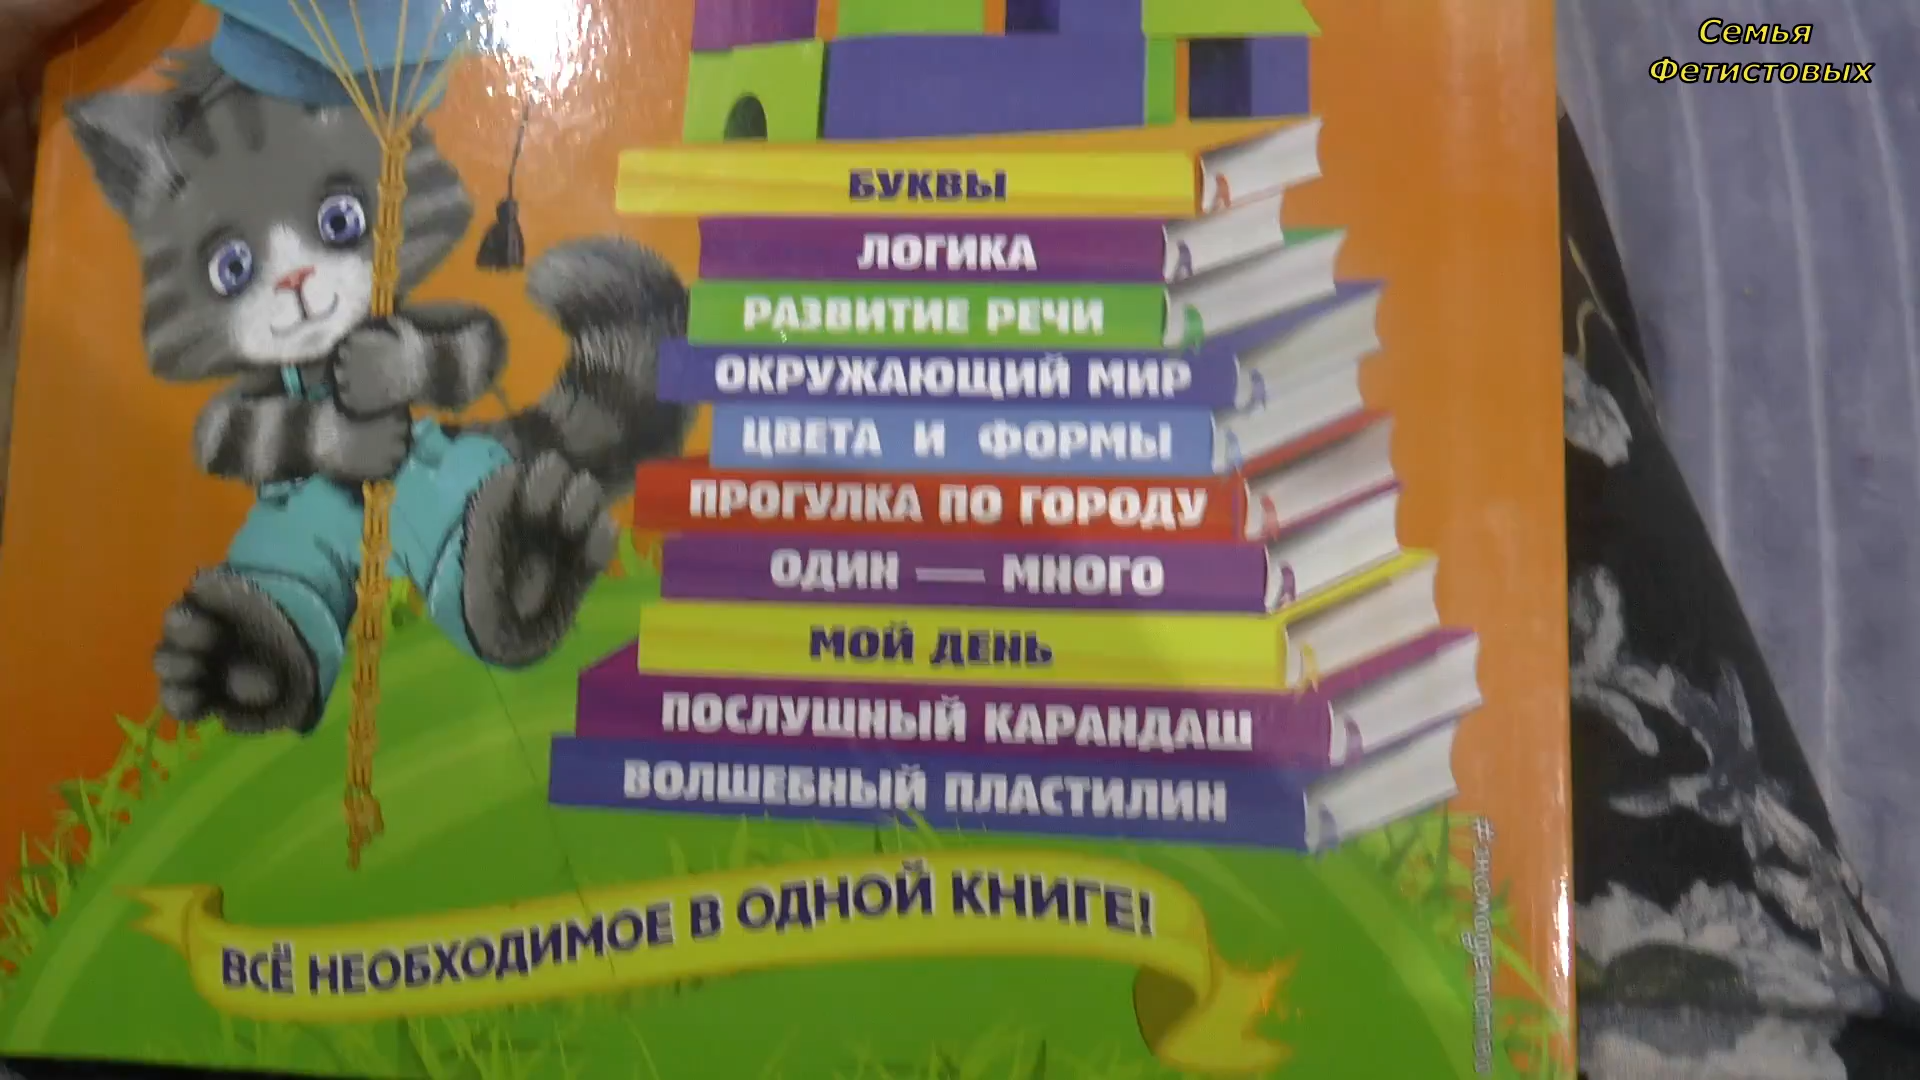 Семья
Фетистовых
БУКВЫ
ЛОГИКА
РАЗВИТИЕ РЕЧИ
ОКРУЖАЮЩИЙ МИР
ЦВЕТА И ФОРМЫ
ПРОГУЛКА ПО ГОРОДУ
ОДИН — МНОГО
МОЙ ДЕНЬ
ПОСЛУШНЫЙ КАРАНДАШ
ВОЛШЕБНЫЙ ПЛАСТИЛИН
ВСЁ НЕОБХОДИМОЕ В ОДНОЙ КНИГЕ!